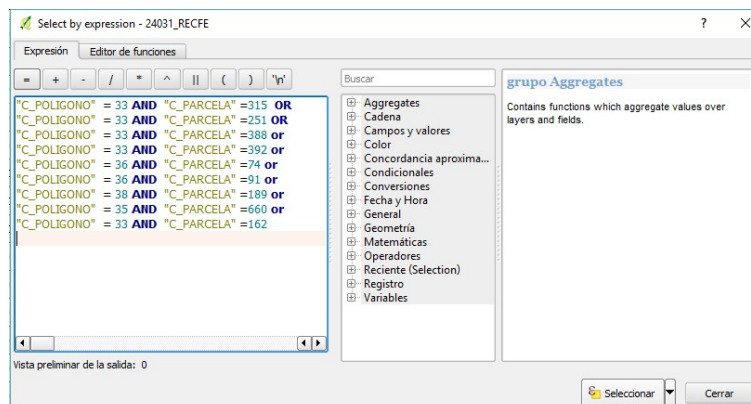 Select by expression - 24031_RECFE
? X
Expresión Editor de funciones
= + - / * ^ || ( ) '\n'
"C_POLIGONO" = 33 AND "C_PARCELA" =315 OR
"C_POLIGONO" = 33 AND "C_PARCELA" =251 OR
"C_POLIGONO" = 33 AND "C_PARCELA" =388 or
"C_POLIGONO" = 33 AND "C_PARCELA" =392 or
"C_POLIGONO" = 36 AND "C_PARCELA" =74 or
"C_POLIGONO" = 36 AND "C_PARCELA" =91 or
"C_POLIGONO" = 38 AND "C_PARCELA" =189 or
"C_POLIGONO" = 35 AND "C_PARCELA" =660 or
"C_POLIGONO" = 33 AND "C_PARCELA" =162
Vista preliminar de la salida: 0
Buscar
Aggregates
Cadena
Campos y valores
Color
Concordancia aproxima...
Condicionales
Conversiones
Fecha y Hora
General
Geometría
Matemáticas
Operadores
Reciente (Selection)
Registro
Variables
grupo Aggregates
Contains functions which aggregate values over
layers and fields.
Seleccionar
Cerrar